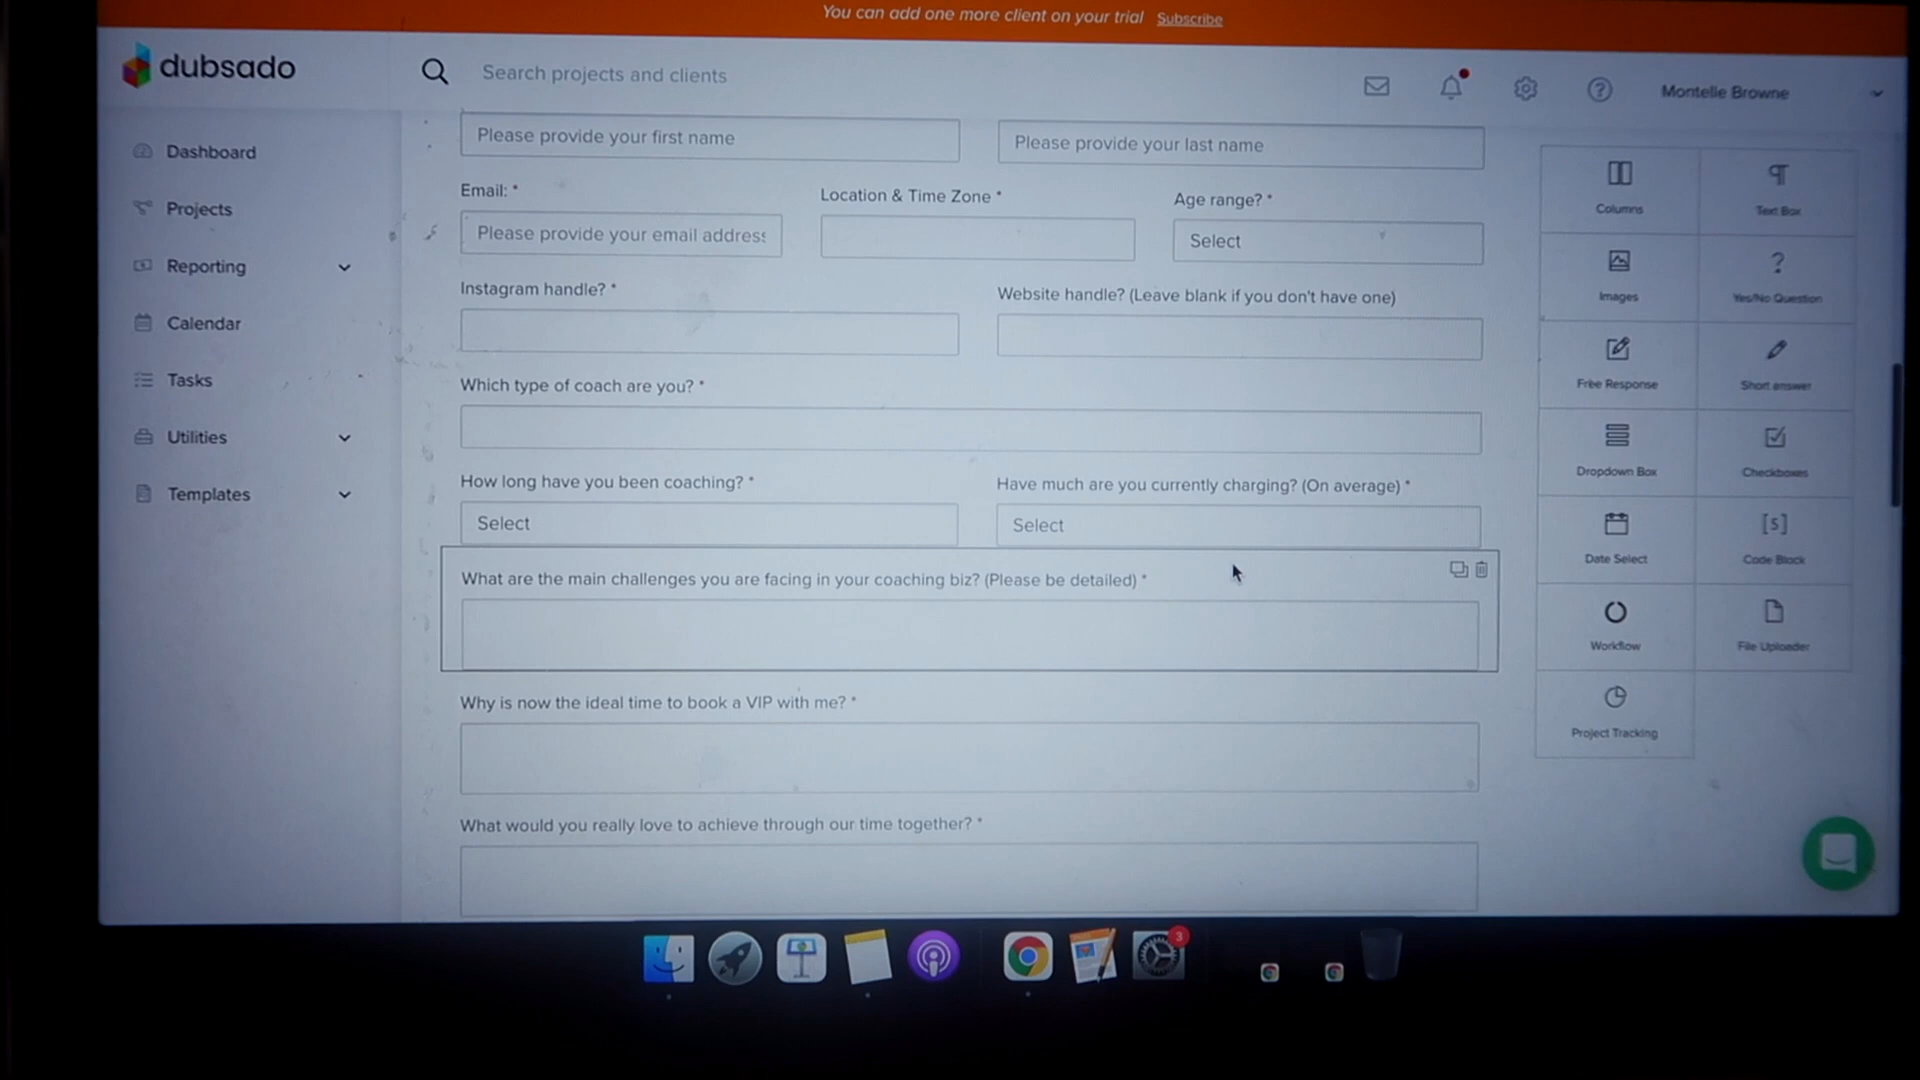 You can add one more client on your trial Subscribe
dubsado
Search projects and clients
Montelle Browne
Dashboard
Projects
Reporting
Calendar
Tasks
Utilities
Templates
Please provide your first name
Please provide your last name
Email: *
Location & Time Zone *
Age range? *
Please provide your email address
Select
Instagram handle? *
Website handle? (Leave blank if you don't have one)
Which type of coach are you? *
How long have you been coaching? *
Have much are you currently charging? (On average) *
Select
Select
What are the main challenges you are facing in your coaching biz? (Please be detailed) *
Why is now the ideal time to book a VIP with me? *
What would you really love to achieve through our time together? *
Columns
Text Box
Images
Yes/No Question
Free Response
Short answer
Dropdown Box
Checkboxes
Date Select
Code Block
Workflow
File Uploader
Project Tracking
3